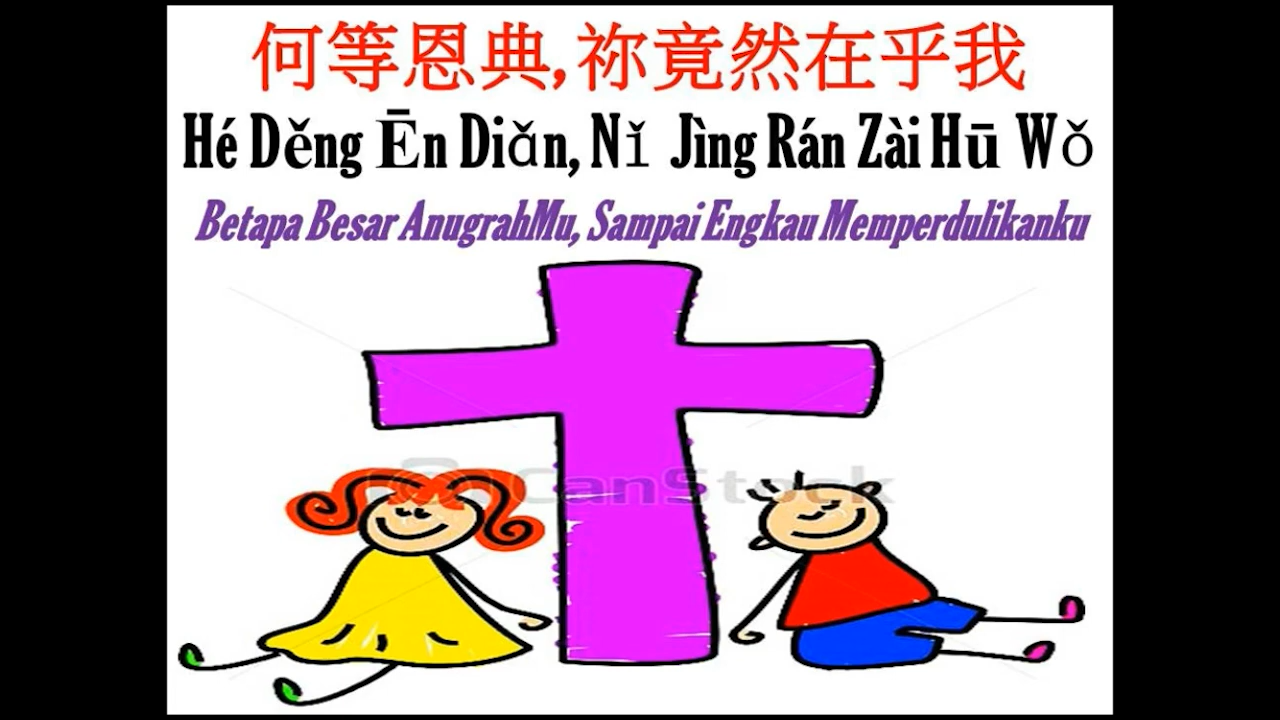 何等恩典,祢竟然在乎我
Hé Děng Ēn Diǎn, Nǐ Jìng Rán Zài Hū Wǒ
Betapa Besar AnugrahMu, Sampai Engkau Memperdulikanku
CanStock